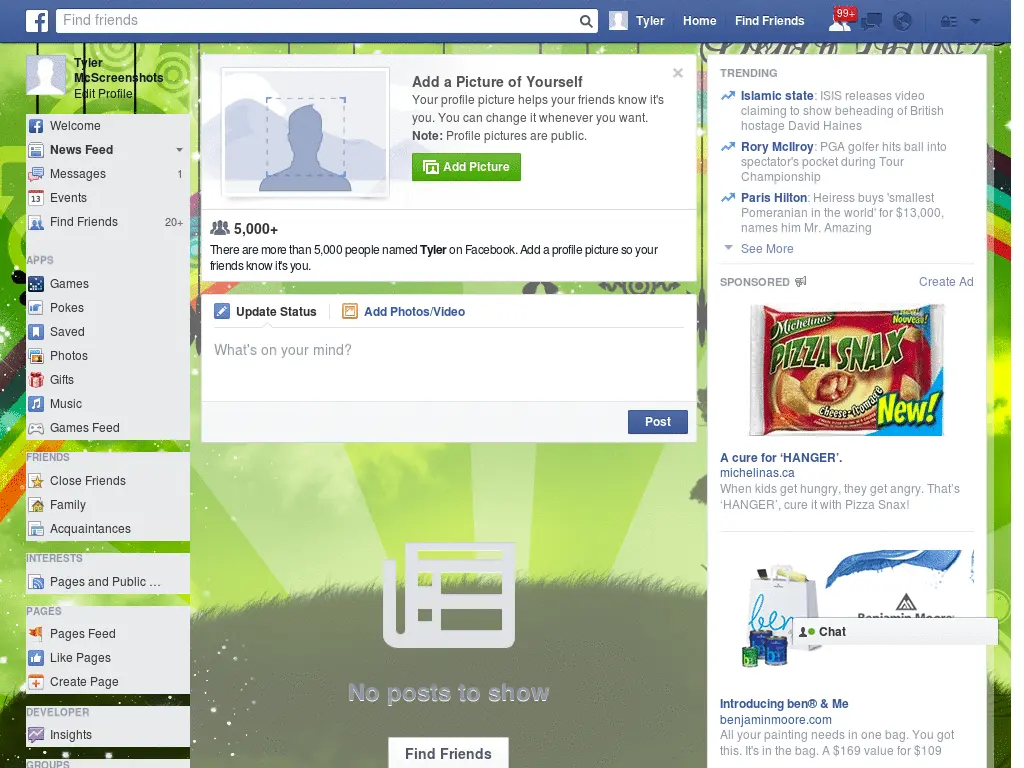 f
Find friends
Tyler
Home
Find Friends
99+
Tyler
McScreenshots
Edit Profile
Welcome
News Feed
Messages 1
13
Events
Find Friends 20+
APPS
Games
Pokes
Saved
Photos
Gifts
Music
Games Feed
FRIENDS
Close Friends
Family
Acquaintances
INTERESTS
Pages and Public ...
PAGES
Pages Feed
Like Pages
Create Page
DEVELOPER
Insights
GROUPS
Add a Picture of Yourself
Your profile picture helps your friends know it's
you. You can change it whenever you want.
Note: Profile pictures are public.
Add Picture
5,000+
There are more than 5,000 people named Tyler on Facebook. Add a profile picture so your
friends know it's you.
Update Status
Add Photos/Video
What's on your mind?
Post
No posts to show
Find Friends
TRENDING
Islamic state: ISIS releases video
claiming to show beheading of British
hostage David Haines
Rory McIlroy: PGA golfer hits ball into
spectator's pocket during Tour
Championship
Paris Hilton: Heiress buys 'smallest
Pomeranian in the world' for $13,000,
names him Mr. Amazing
See More
SPONSORED
Create Ad
Michelina's
Nouveau!
PIZZA SNAX
cheese-fromage
New!
A cure for ‘HANGER’.
michelinas.ca
When kids get hungry, they get angry. That’s
‘HANGER’, cure it with Pizza Snax!
ben
Benjamin Moore
Chat
Introducing ben® & Me
benjaminmoore.com
All your painting needs in one bag. You got
this. It's in the bag. A $169 value for $109